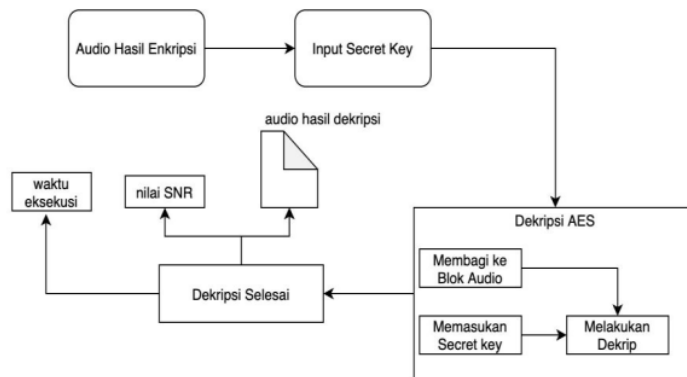 Audio Hasil Enkripsi
Input Secret Key
audio hasil dekripsi
waktu
eksekusi
nilai SNR
Dekripsi AES
Membagi ke
Blok Audio
Dekripsi Selesai
Memasukan
Secret key
Melakukan
Dekrip